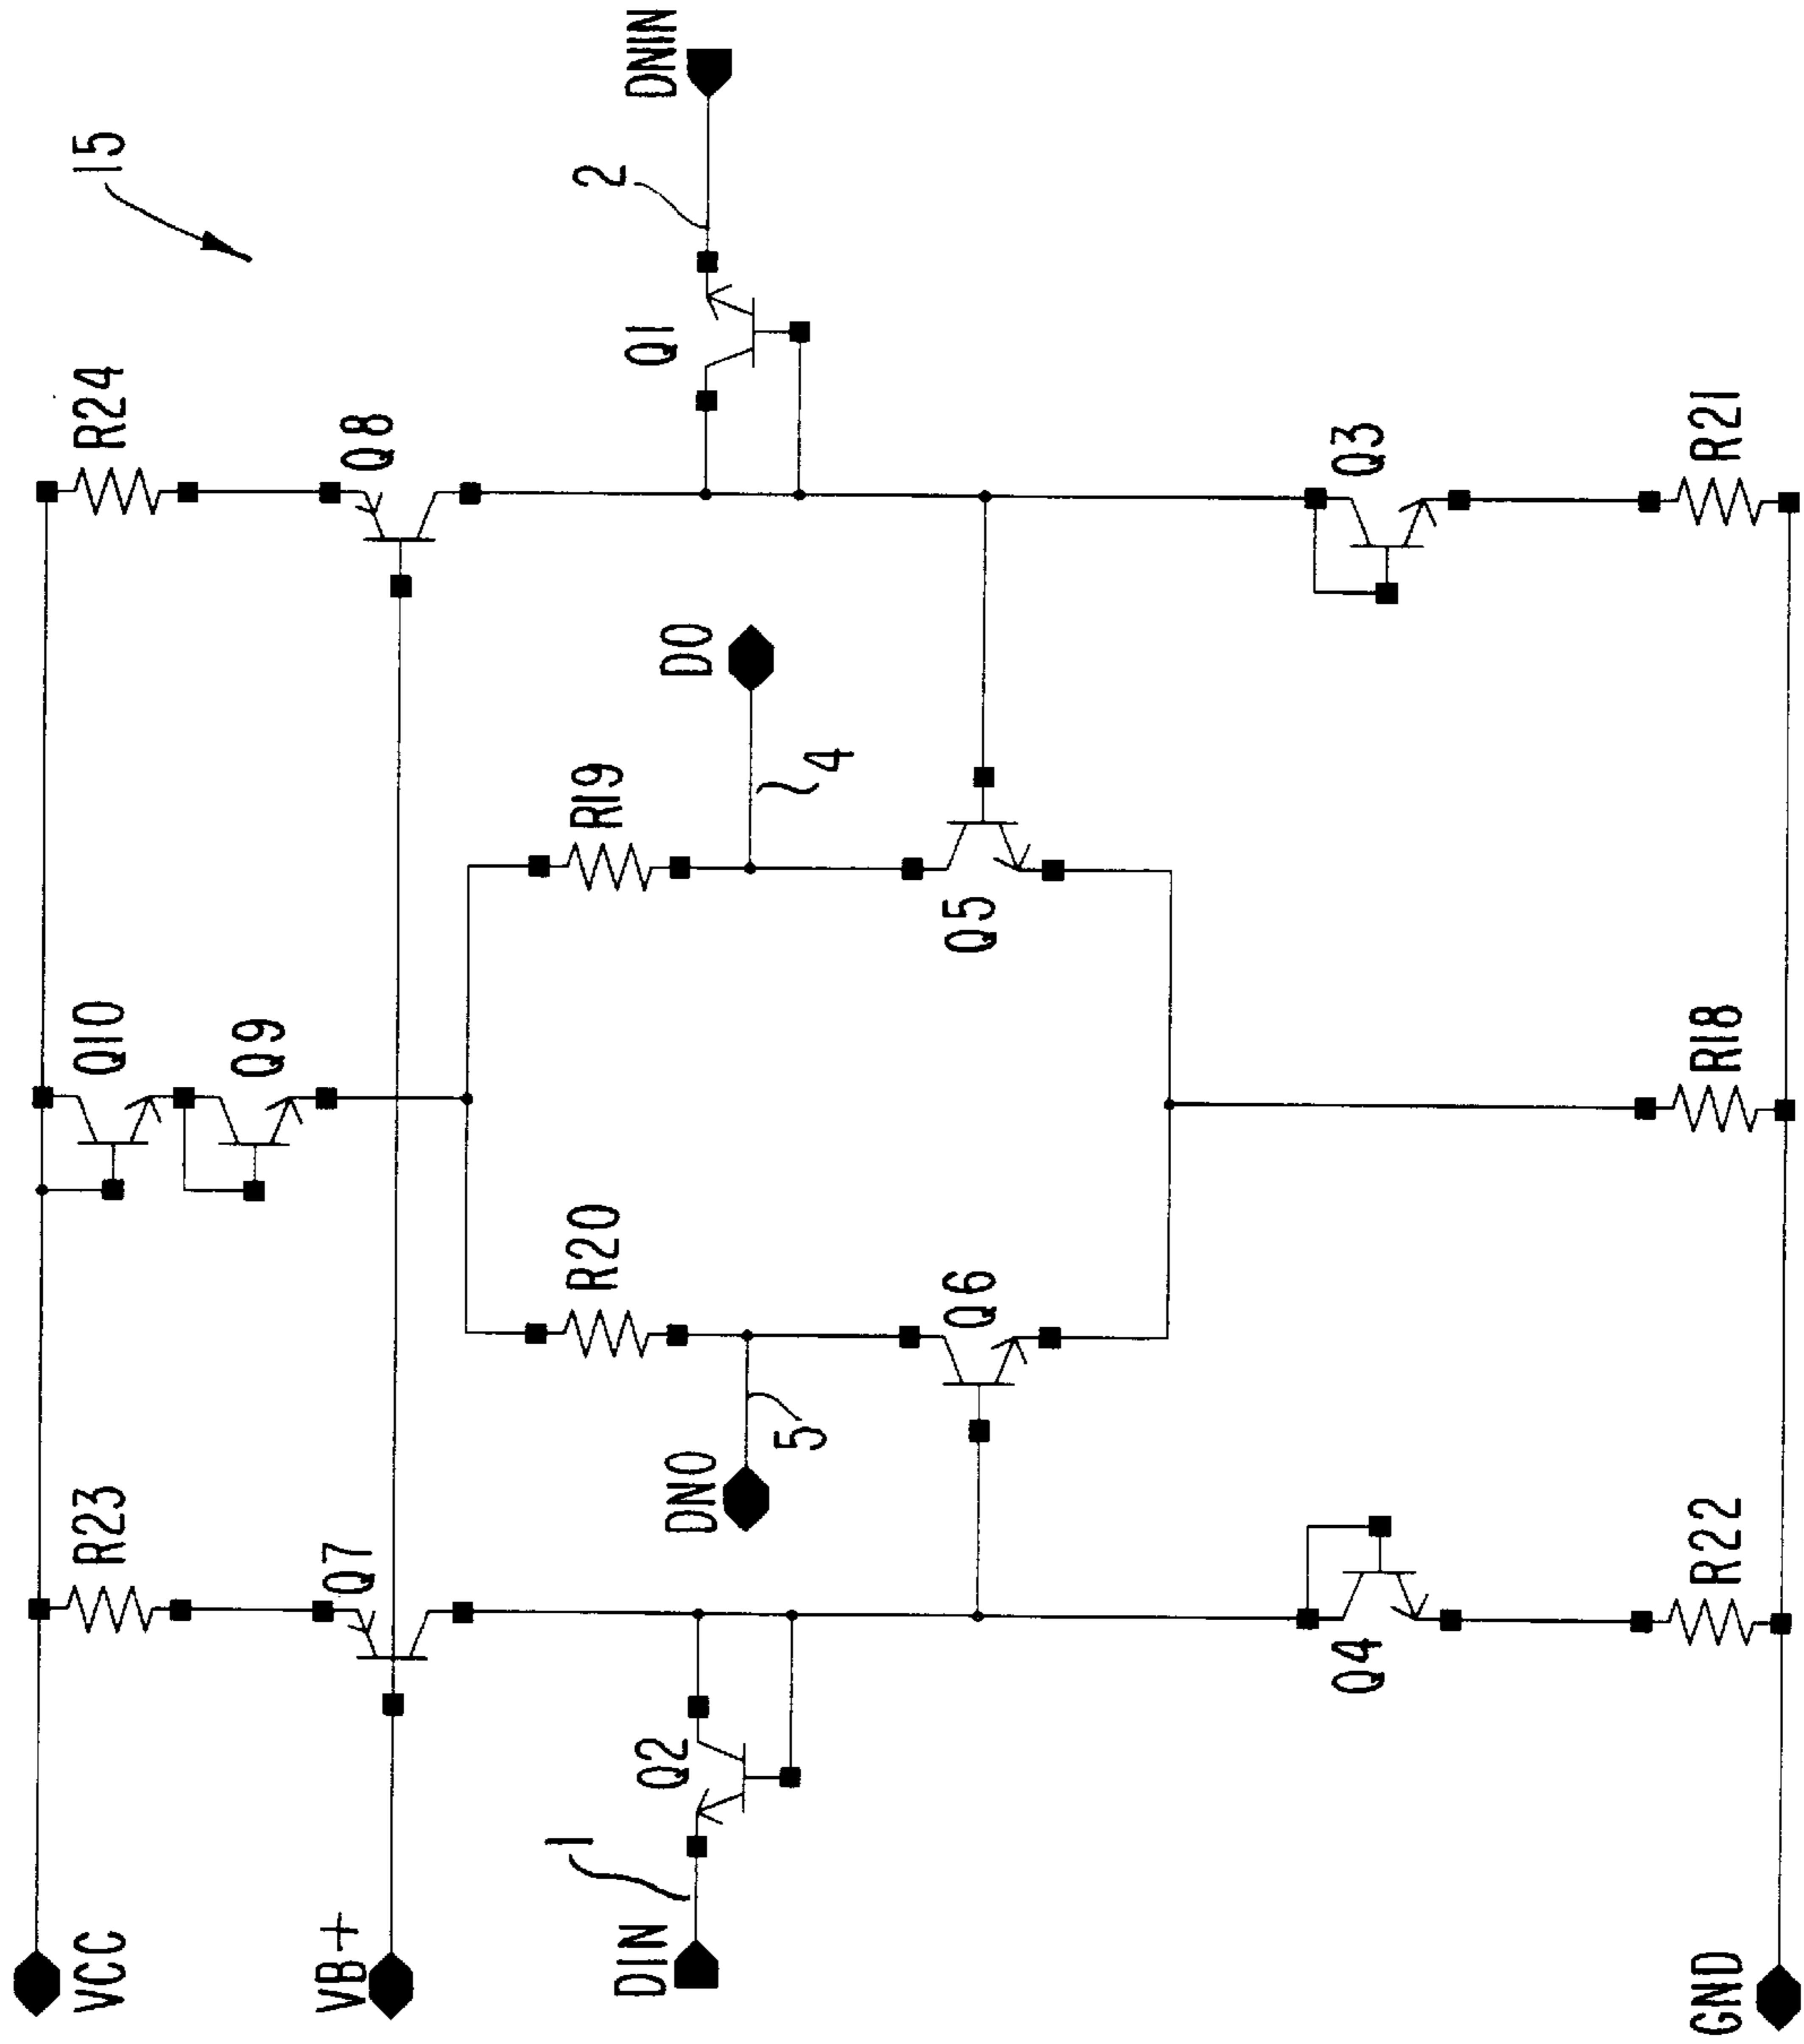 VCC
R23
Q10
R24
15
VB+
Q7
Q9
Q8
1
R20
R19
2
DIN
Q2
DNO
DO
Q1
DNIN
5
4
Q6
Q5
Q4
Q3
GND
R22
R18
R21